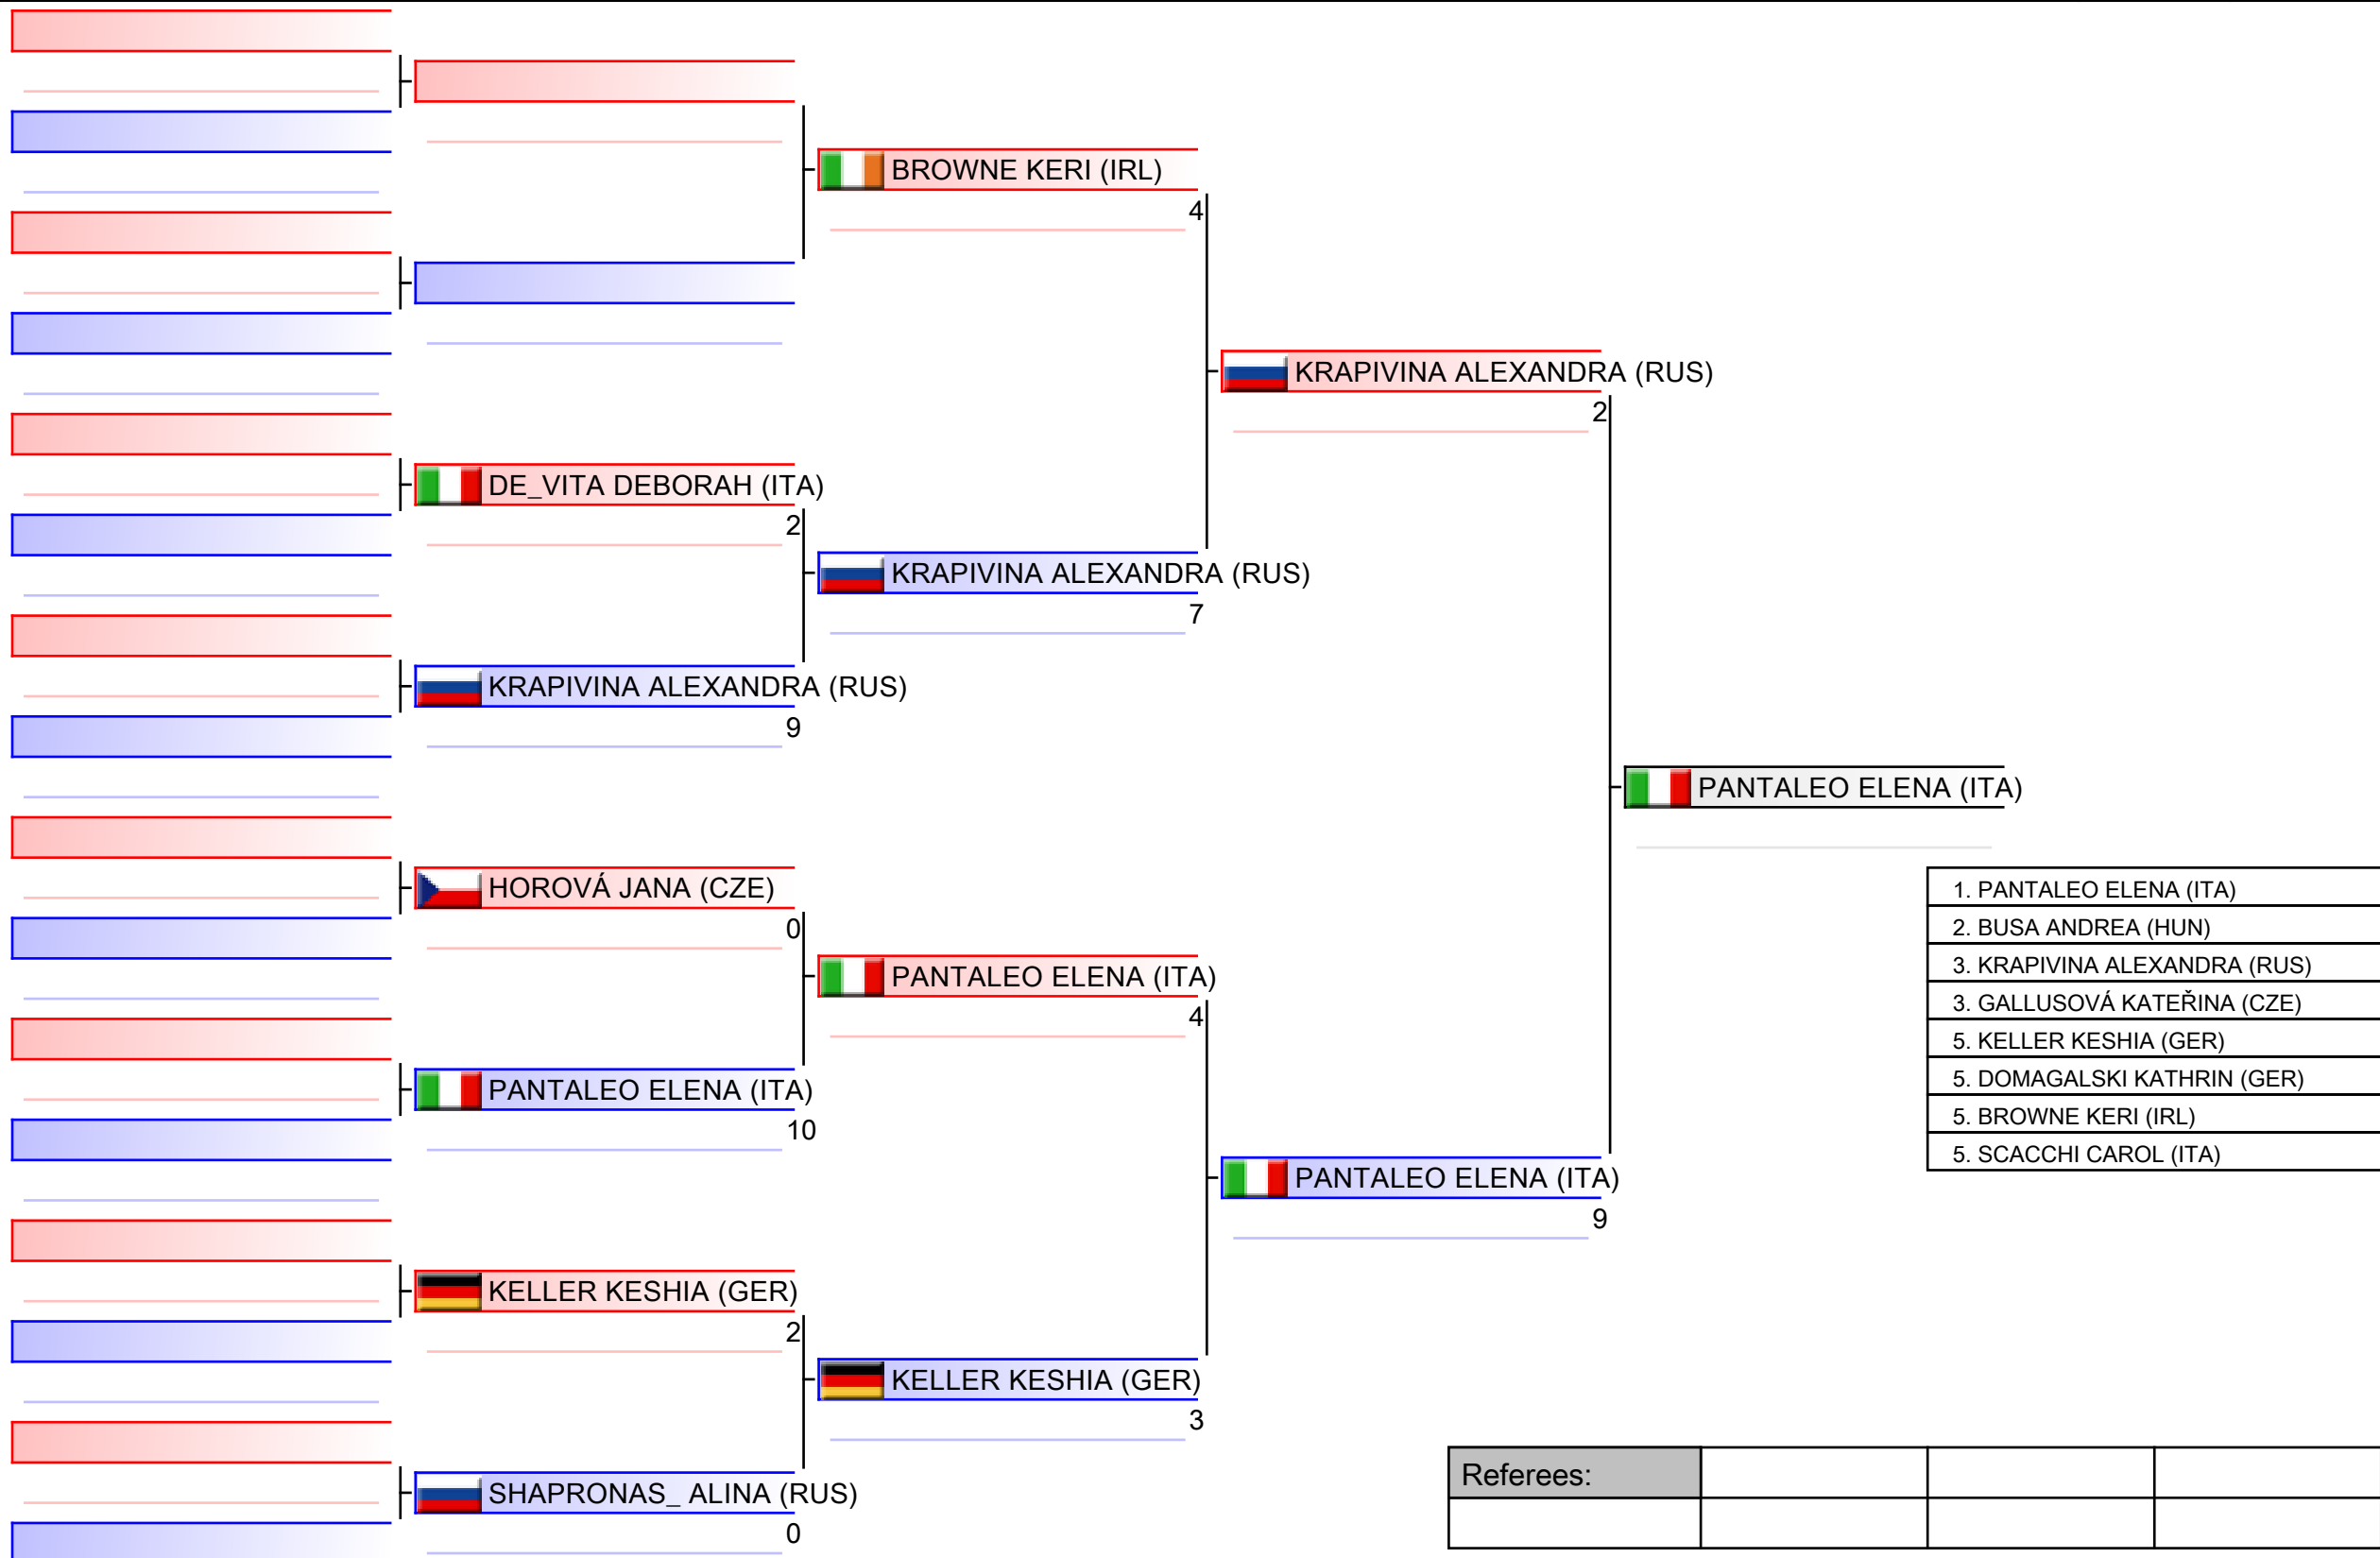 BROWNE KERI (IRL)
4
KRAPIVINA ALEXANDRA (RUS)
2
DE_VITA DEBORAH (ITA)
2
KRAPIVINA ALEXANDRA (RUS)
7
KRAPIVINA ALEXANDRA (RUS)
9
PANTALEO ELENA (ITA)
HOROVÁ JANA (CZE)
0
PANTALEO ELENA (ITA)
4
PANTALEO ELENA (ITA)
10
PANTALEO ELENA (ITA)
9
KELLER KESHIA (GER)
2
KELLER KESHIA (GER)
3
SHAPRONAS_ ALINA (RUS)
0
1. PANTALEO ELENA (ITA)
2. BUSA ANDREA (HUN)
3. KRAPIVINA ALEXANDRA (RUS)
3. GALLUSOVÁ KATEŘINA (CZE)
5. KELLER KESHIA (GER)
5. DOMAGALSKI KATHRIN (GER)
5. BROWNE KERI (IRL)
5. SCACCHI CAROL (ITA)
Referees: